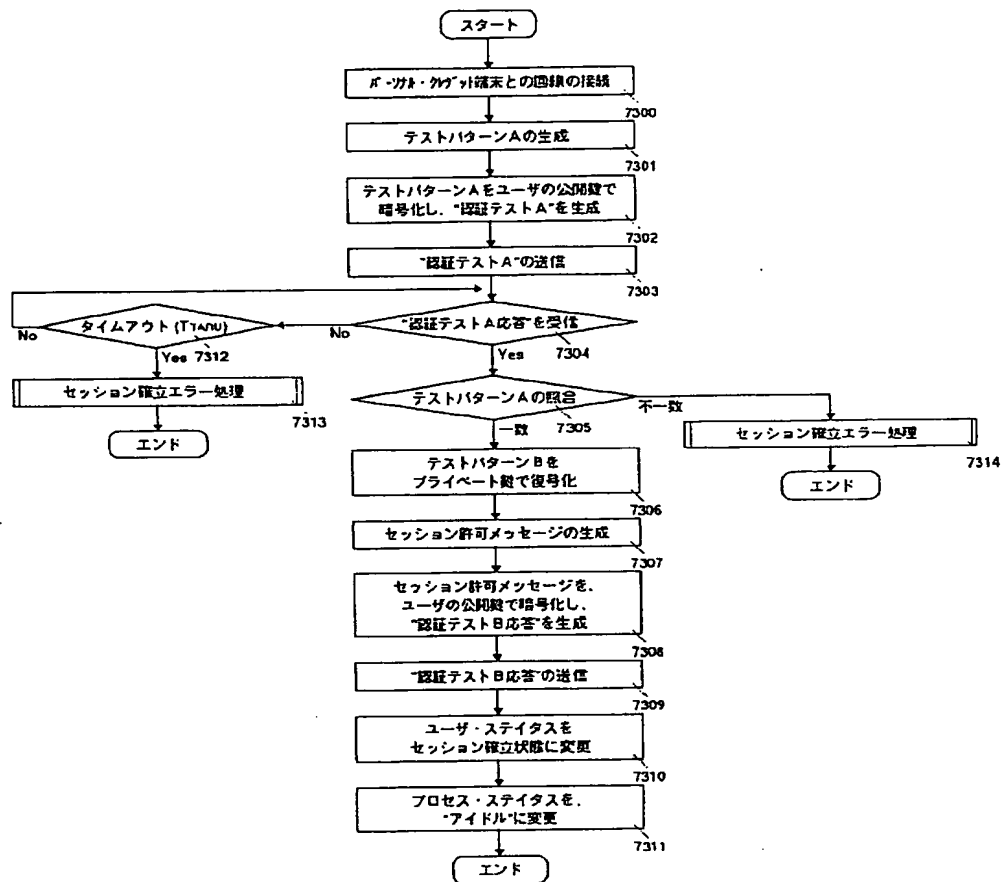 スタート
パーソナル・クレジット端末との回線の接続
7300
テストパターンAの生成
7301
テストパターンAをユーザの公開鍵で
暗号化し、“認証テストA”を生成
7302
“認証テストA”の送信
7303
“認証テストA応答”を受信
7304
No
Yes
タイムアウト(TTANU)
7312
No
Yes
セッション確立エラー処理
7313
エンド
テストパターンAの照合
7305
不一致
一致
セッション確立エラー処理
7314
エンド
テストパターンBを
プライベート鍵で復号化
7306
セッション許可メッセージの生成
7307
セッション許可メッセージを、
ユーザの公開鍵で暗号化し、
“認証テストB応答”を生成
7308
“認証テストB応答”の送信
7309
ユーザ・ステイタスを
セッション確立状態に変更
7310
プロセス・ステイタスを、
“アイドル”に変更
7311
エンド